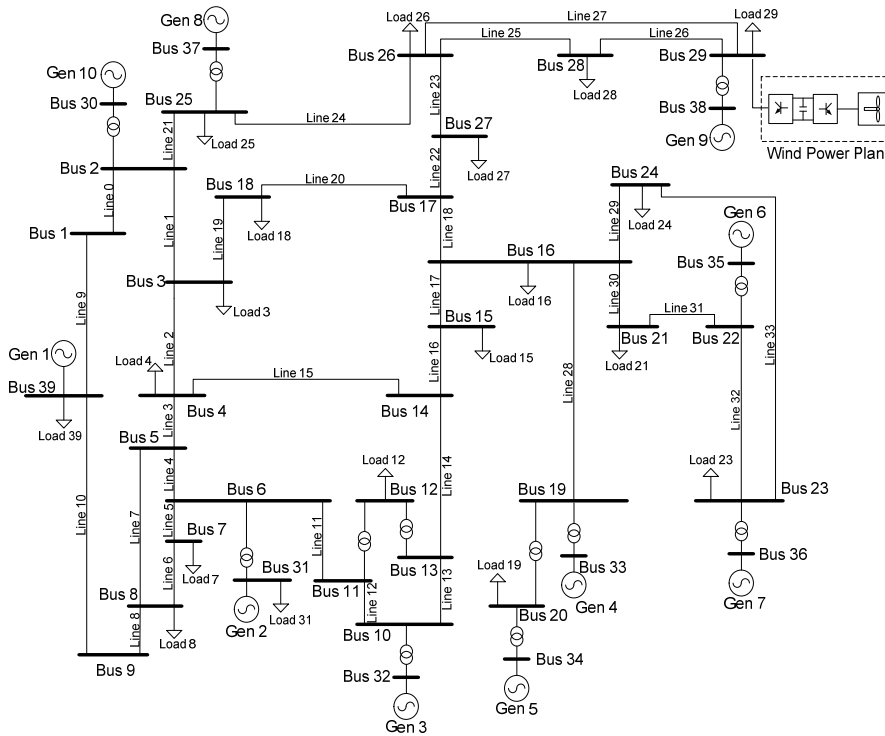 Gen 8
Load 26
Line 27
Load 29
Bus 37
Line 25
Line 26
Gen 10
Bus 26
Bus 28
Bus 29
Bus 30
Bus 25
Line 23
Load 28
Line 24
Bus 38
Line 21
Load 25
Bus 27
Gen 9
Wind Power Plan
Bus 2
Line 22
Load 27
Line 0
Bus 18
Line 20
Bus 24
Gen 6
Line 1
Line 19
Load 18
Bus 17
Line 18
Line 29
Load 24
Bus 1
Bus 16
Bus 35
Bus 3
Line 17
Load 16
Line 30
Line 9
Load 3
Bus 15
Line 31
Line 33
Gen 1
Line 2
Line 16
Load 15
Bus 21
Bus 22
Load 4
Line 15
Load 21
Line 28
Bus 39
Bus 4
Bus 14
Line 32
Load 39
Line 3
Bus 5
Line 4
Line 14
Load 12
Load 23
Line 10
Line 7
Line 5
Bus 6
Line 11
Bus 12
Bus 19
Bus 23
Bus 7
Line 6
Load 7
Bus 31
Bus 11
Bus 13
Load 19
Bus 33
Bus 36
Bus 8
Line 12
Line 13
Gen 4
Gen 7
Line 8
Load 8
Gen 2
Load 31
Bus 10
Bus 20
Bus 9
Bus 32
Bus 34
Gen 3
Gen 5